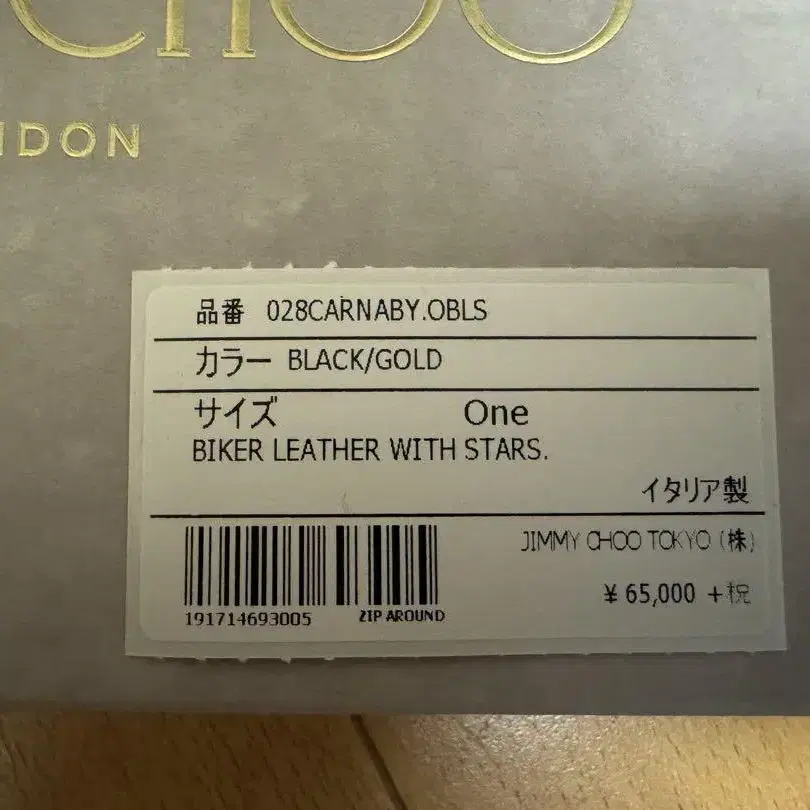 CHOO
NDON
品番 028CARNABY.OBLS
カラー BLACK/GOLD
サイズ One
BIKER LEATHER WITH STARS.
イタリア製
JIMMY CHOO TOKYO (株)
191714693005 ZIP AROUND
¥ 65,000 +税